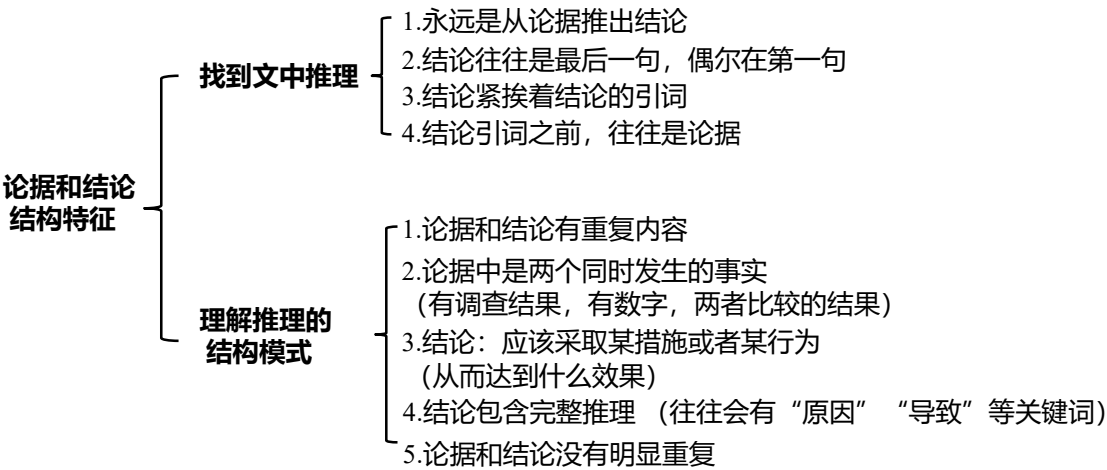 论据和结论
结构特征
找到文中推理
1.永远是从论据推出结论
2.结论往往是最后一句，偶尔在第一句
3.结论紧挨着结论的引词
4.结论引词之前，往往是论据
理解推理的
结构模式
1.论据和结论有重复内容
2.论据中是两个同时发生的事实
（有调查结果，有数字，两者比较的结果）
3.结论：应该采取某措施或者某行为
（从而达到什么效果）
4.结论包含完整推理 （往往会有“原因”“导致”等关键词）
5.论据和结论没有明显重复